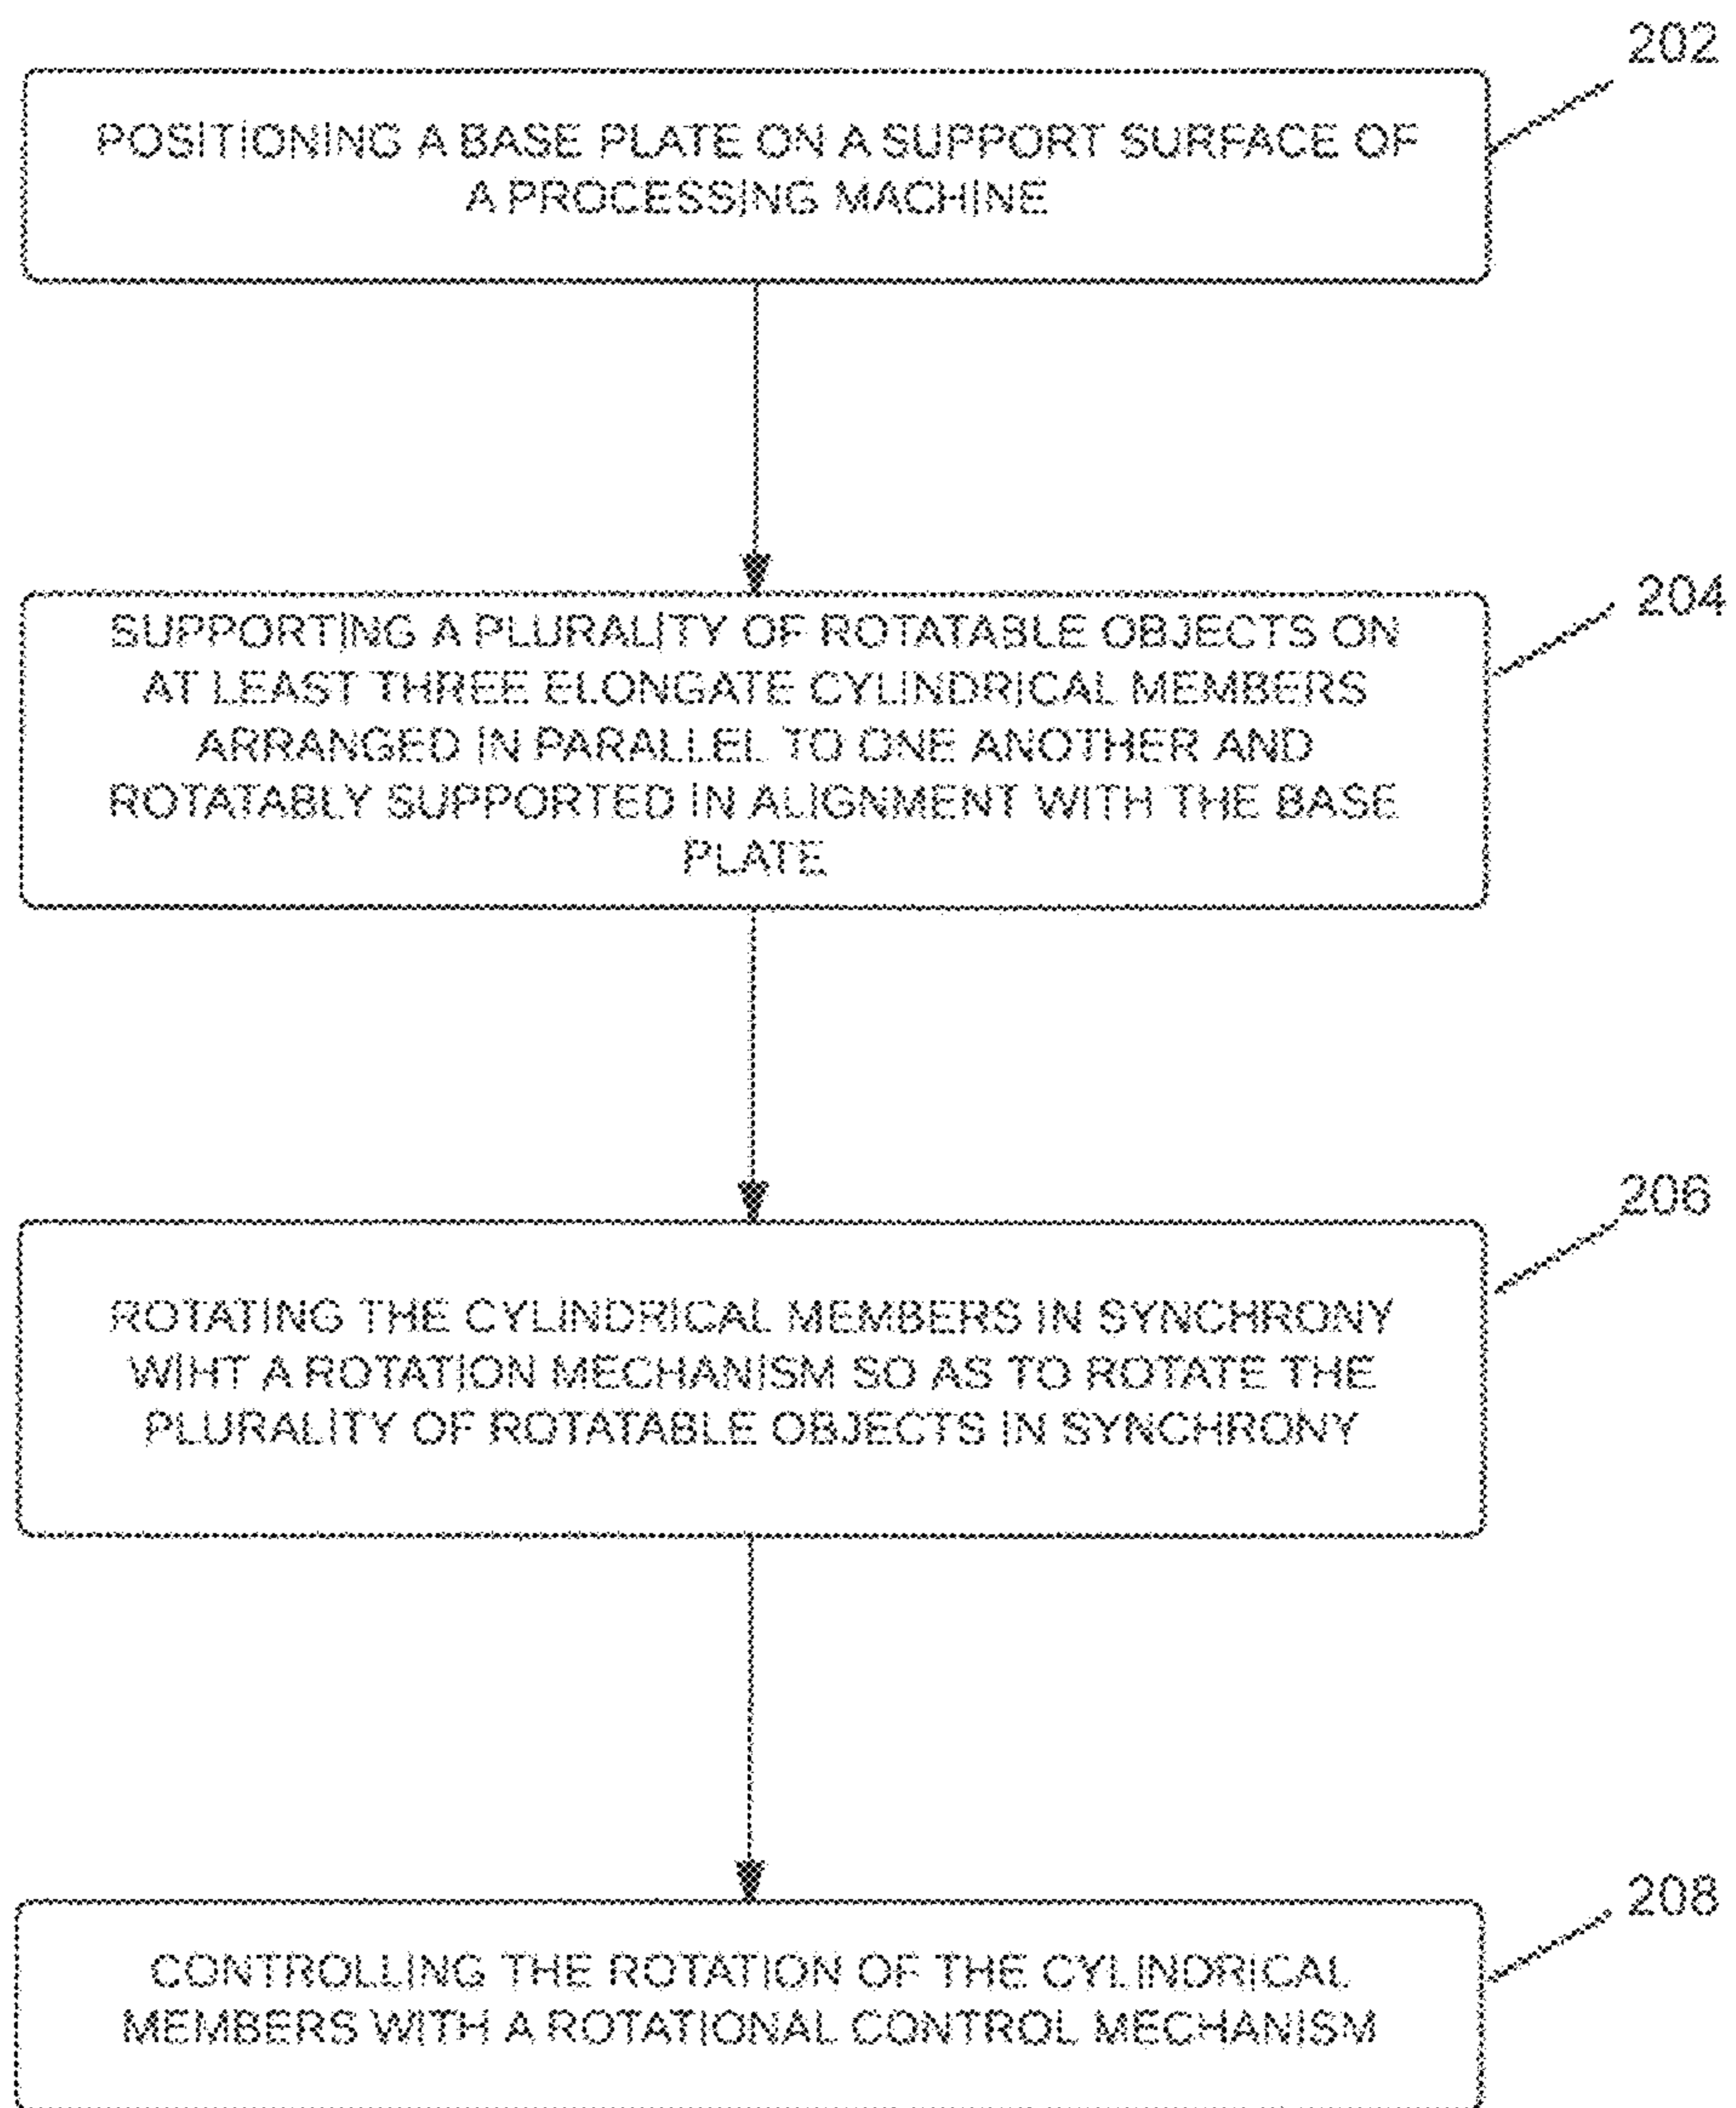 202
POSITIONING A BASE PLATE ON A SUPPORT SURFACE OF
A PROCESSING MACHINE
204
SUPPORTING A PLURALITY OF ROTATABLE OBJECTS ON
AT LEAST THREE ELONGATE CYLINDRICAL MEMBERS
ARRANGED IN PARALLEL TO ONE ANOTHER AND
ROTATABLY SUPPORTED IN ALIGNMENT WITH THE BASE
PLATE
206
ROTATING THE CYLINDRICAL MEMBERS IN SYNCHRONY
WIHT A ROTATION MECHANISM SO AS TO ROTATE THE
PLURALITY OF ROTATABLE OBJECTS IN SYNCHRONY
208
CONTROLLING THE ROTATION OF THE CYLINDRICAL
MEMBERS WITH A ROTATIONAL CONTROL MECHANISM